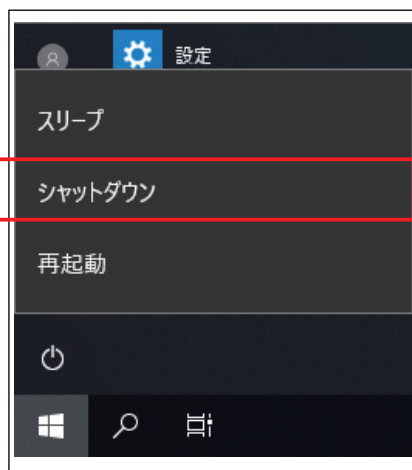 設定
スリープ
シャットダウン
再起動